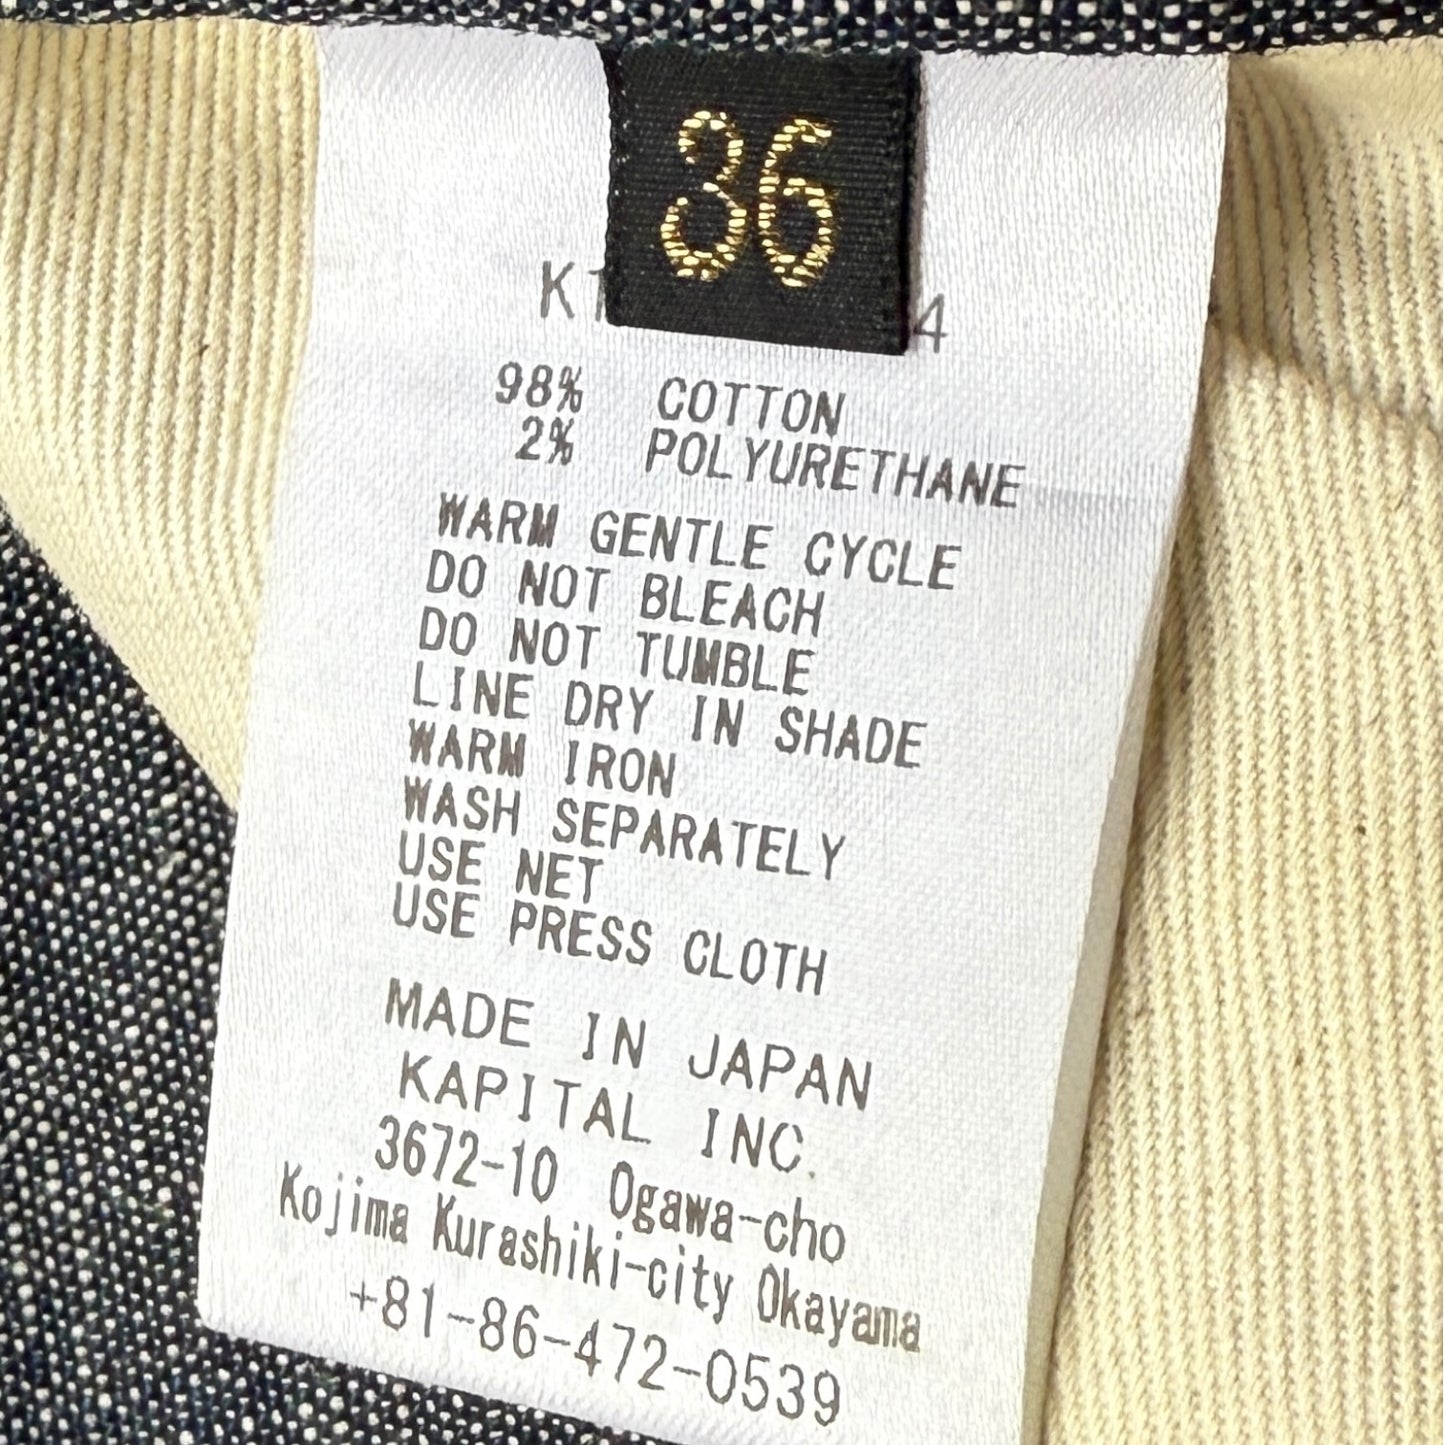 36
98% COTTON
2% POLYURETHANE
WARM GENTLE CYCLE
DO NOT BLEACH
DO NOT TUMBLE
LINE DRY IN SHADE
WARM IRON
WASH SEPARATELY
USE NET
USE PRESS CLOTH
MADE IN JAPAN
KAPITAL INC.
3672-10 Ogawa-cho
Kojima Kurashiki-city Okayama
+81-86-472-0539